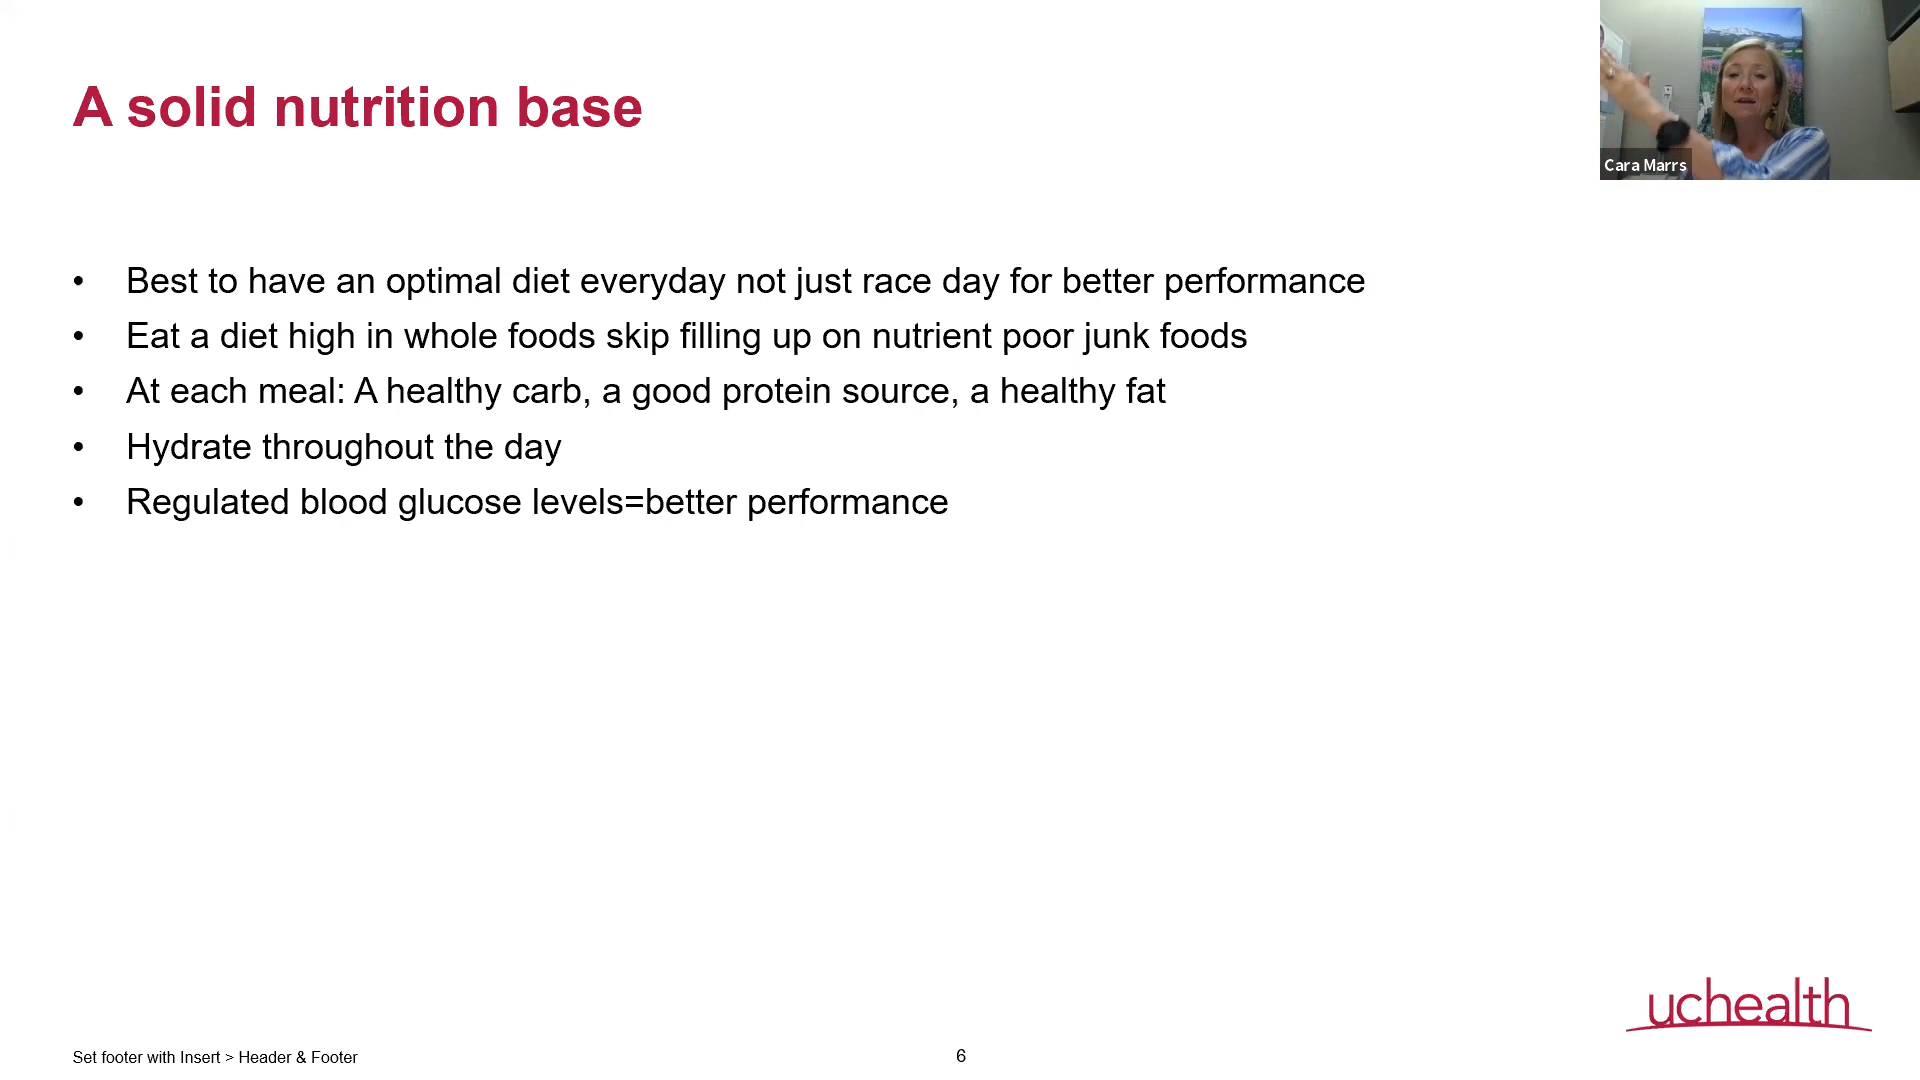 A solid nutrition base
Cara Marrs
• Best to have an optimal diet everyday not just race day for better performance
• Eat a diet high in whole foods skip filling up on nutrient poor junk foods
• At each meal: A healthy carb, a good protein source, a healthy fat
• Hydrate throughout the day
• Regulated blood glucose levels=better performance
uchealth
Set footer with Insert > Header & Footer
6